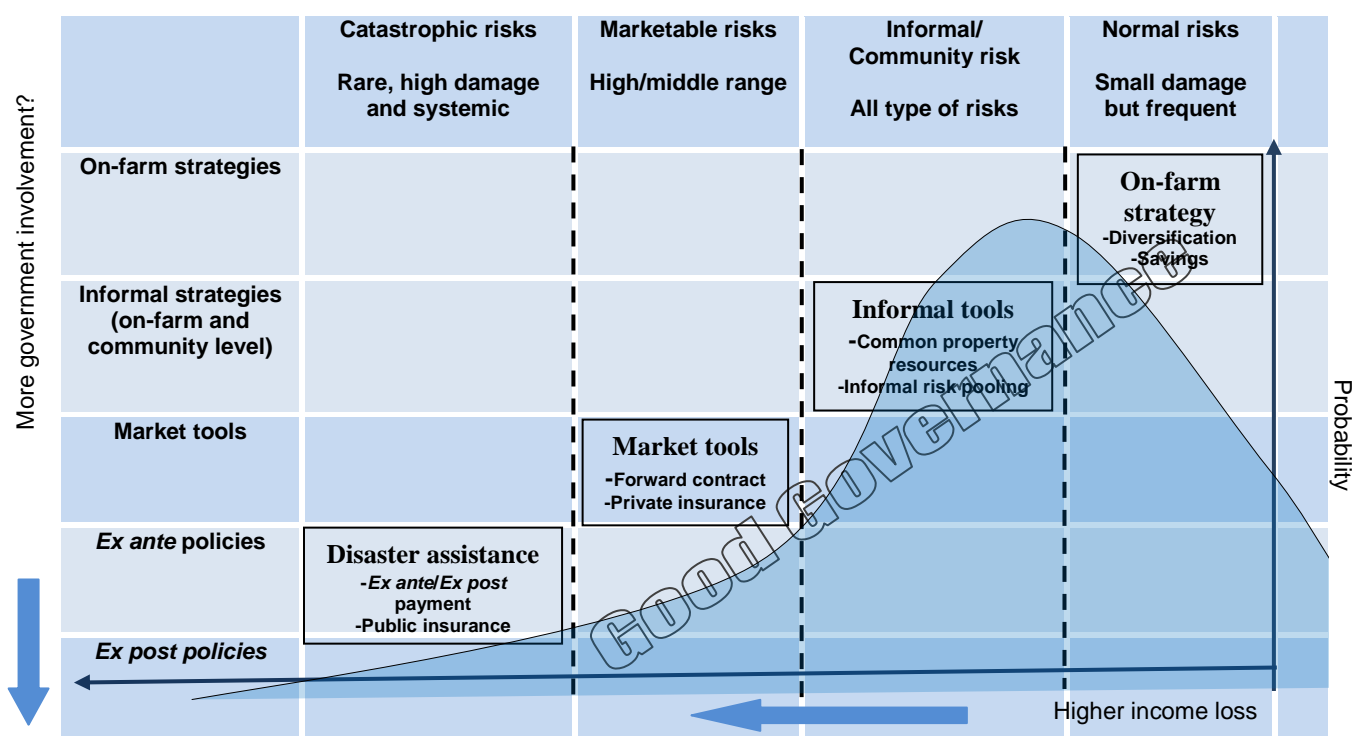 Catastrophic risks
Rare, high damage
and systemic
Marketable risks
High/middle range
Informal/
Community risk
All type of risks
Normal risks
Small damage
but frequent
More government involvement?
On-farm strategies
On-farm
strategy
-Diversification
-Savings
Informal strategies
(on-farm and
community level)
Informal tools
-Common property
resources
-Informal risk pooling
Market tools
Market tools
-Forward contract
-Private insurance
Ex ante policies
Disaster assistance
-Ex ante/Ex post
payment
-Public insurance
Ex post policies
Good Governance
Probability
Higher income loss